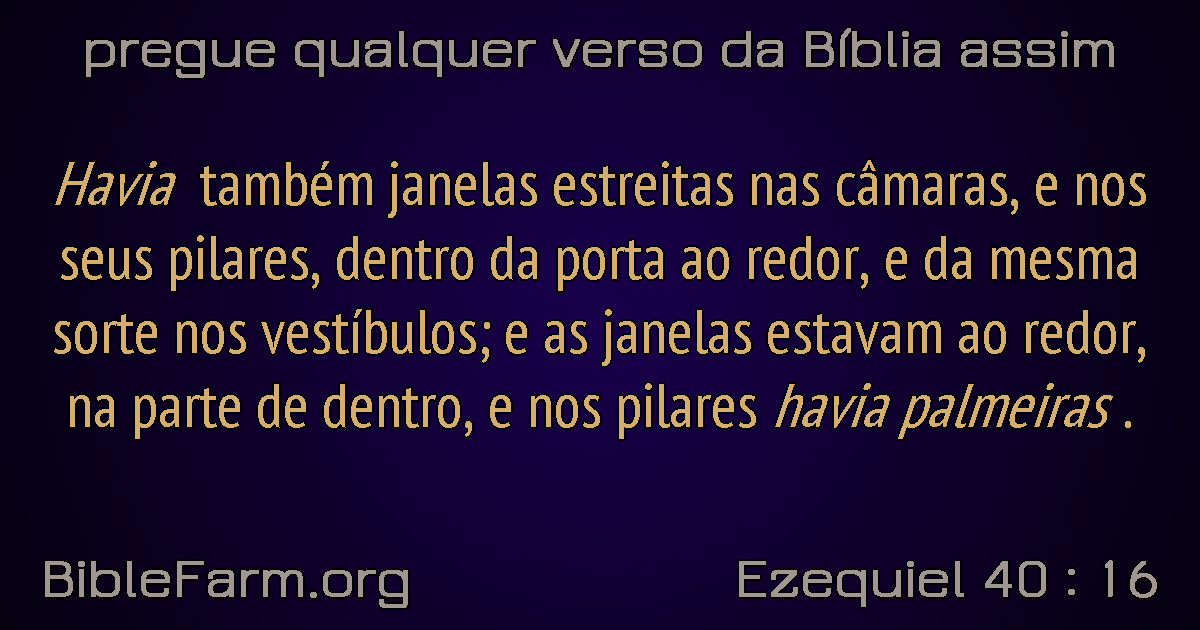 pregue qualquer verso da Bíblia assim
Havia também janelas estreitas nas câmaras, e nos
seus pilares, dentro da porta ao redor, e da mesma
sorte nos vestíbulos; e as janelas estavam ao redor,
na parte de dentro, e nos pilares havia palmeiras .
BibleFarm.org
Ezequiel 40 : 16